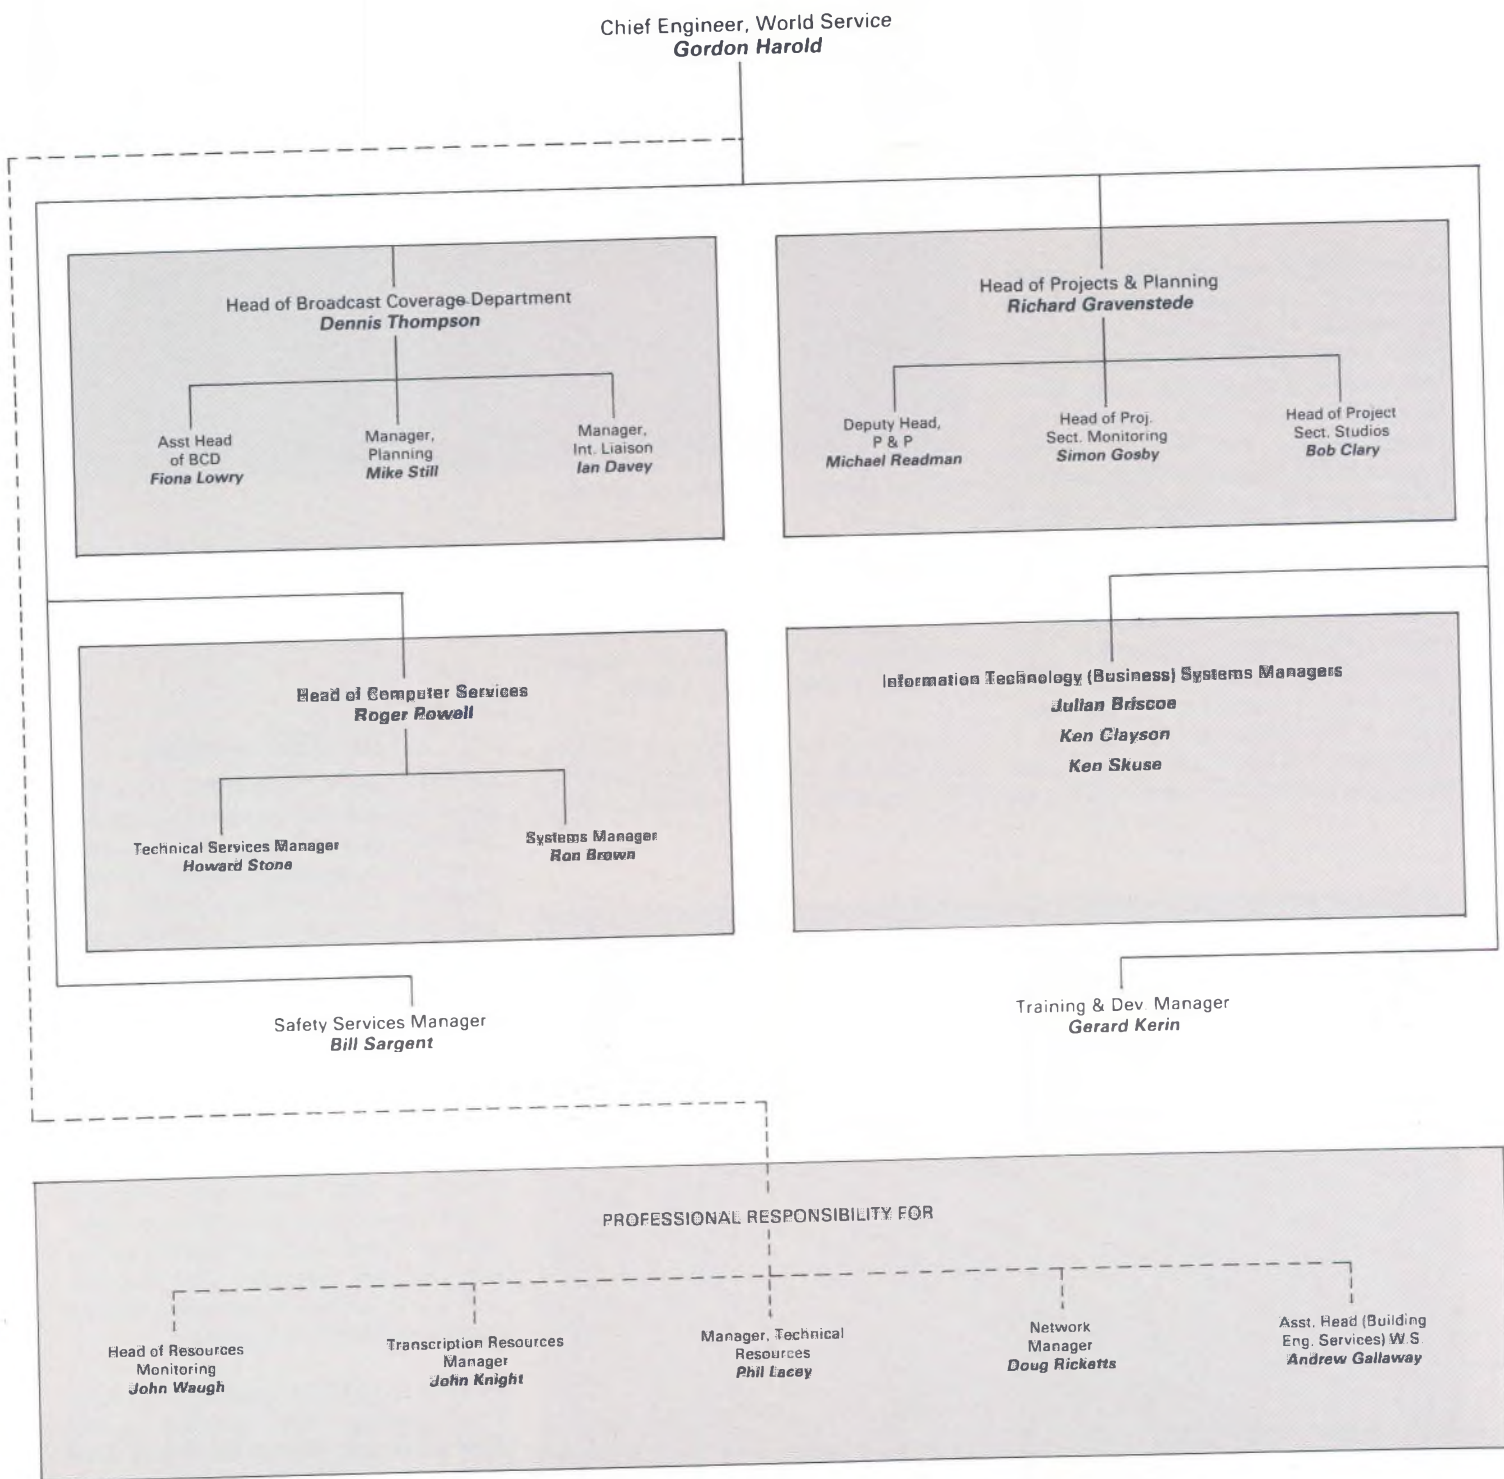 Chief Engineer, World Service
Gordon Harold
Head of Broadcast Coverage Department
Dennis Thompson
Asst Head
of BCD
Fiona Lowry
Manager,
Planning
Mike Still
Manager,
Int. Liaison
Ian Davey
Head of Projects & Planning
Richard Gravenstede
Deputy Head,
P & P
Michael Readman
Head of Proj.
Sect. Monitoring
Simon Gosby
Head of Project
Sect. Studios
Bob Clary
Head of Computer Services
Roger Powell
Technical Services Manager
Howard Stone
Systems Manager
Ron Brown
Information Technology (Business) Systems Managers
Julian Briscoe
Ken Clayson
Ken Skuse
Safety Services Manager
Bill Sargent
Training & Dev. Manager
Gerard Kerin
PROFESSIONAL RESPONSIBILITY FOR
Head of Resources
Monitoring
John Waugh
Transcription Resources
Manager
John Knight
Manager, Technical
Resources
Phil Lacey
Network
Manager
Doug Ricketts
Asst. Head (Building
Eng. Services) W.S.
Andrew Gallaway